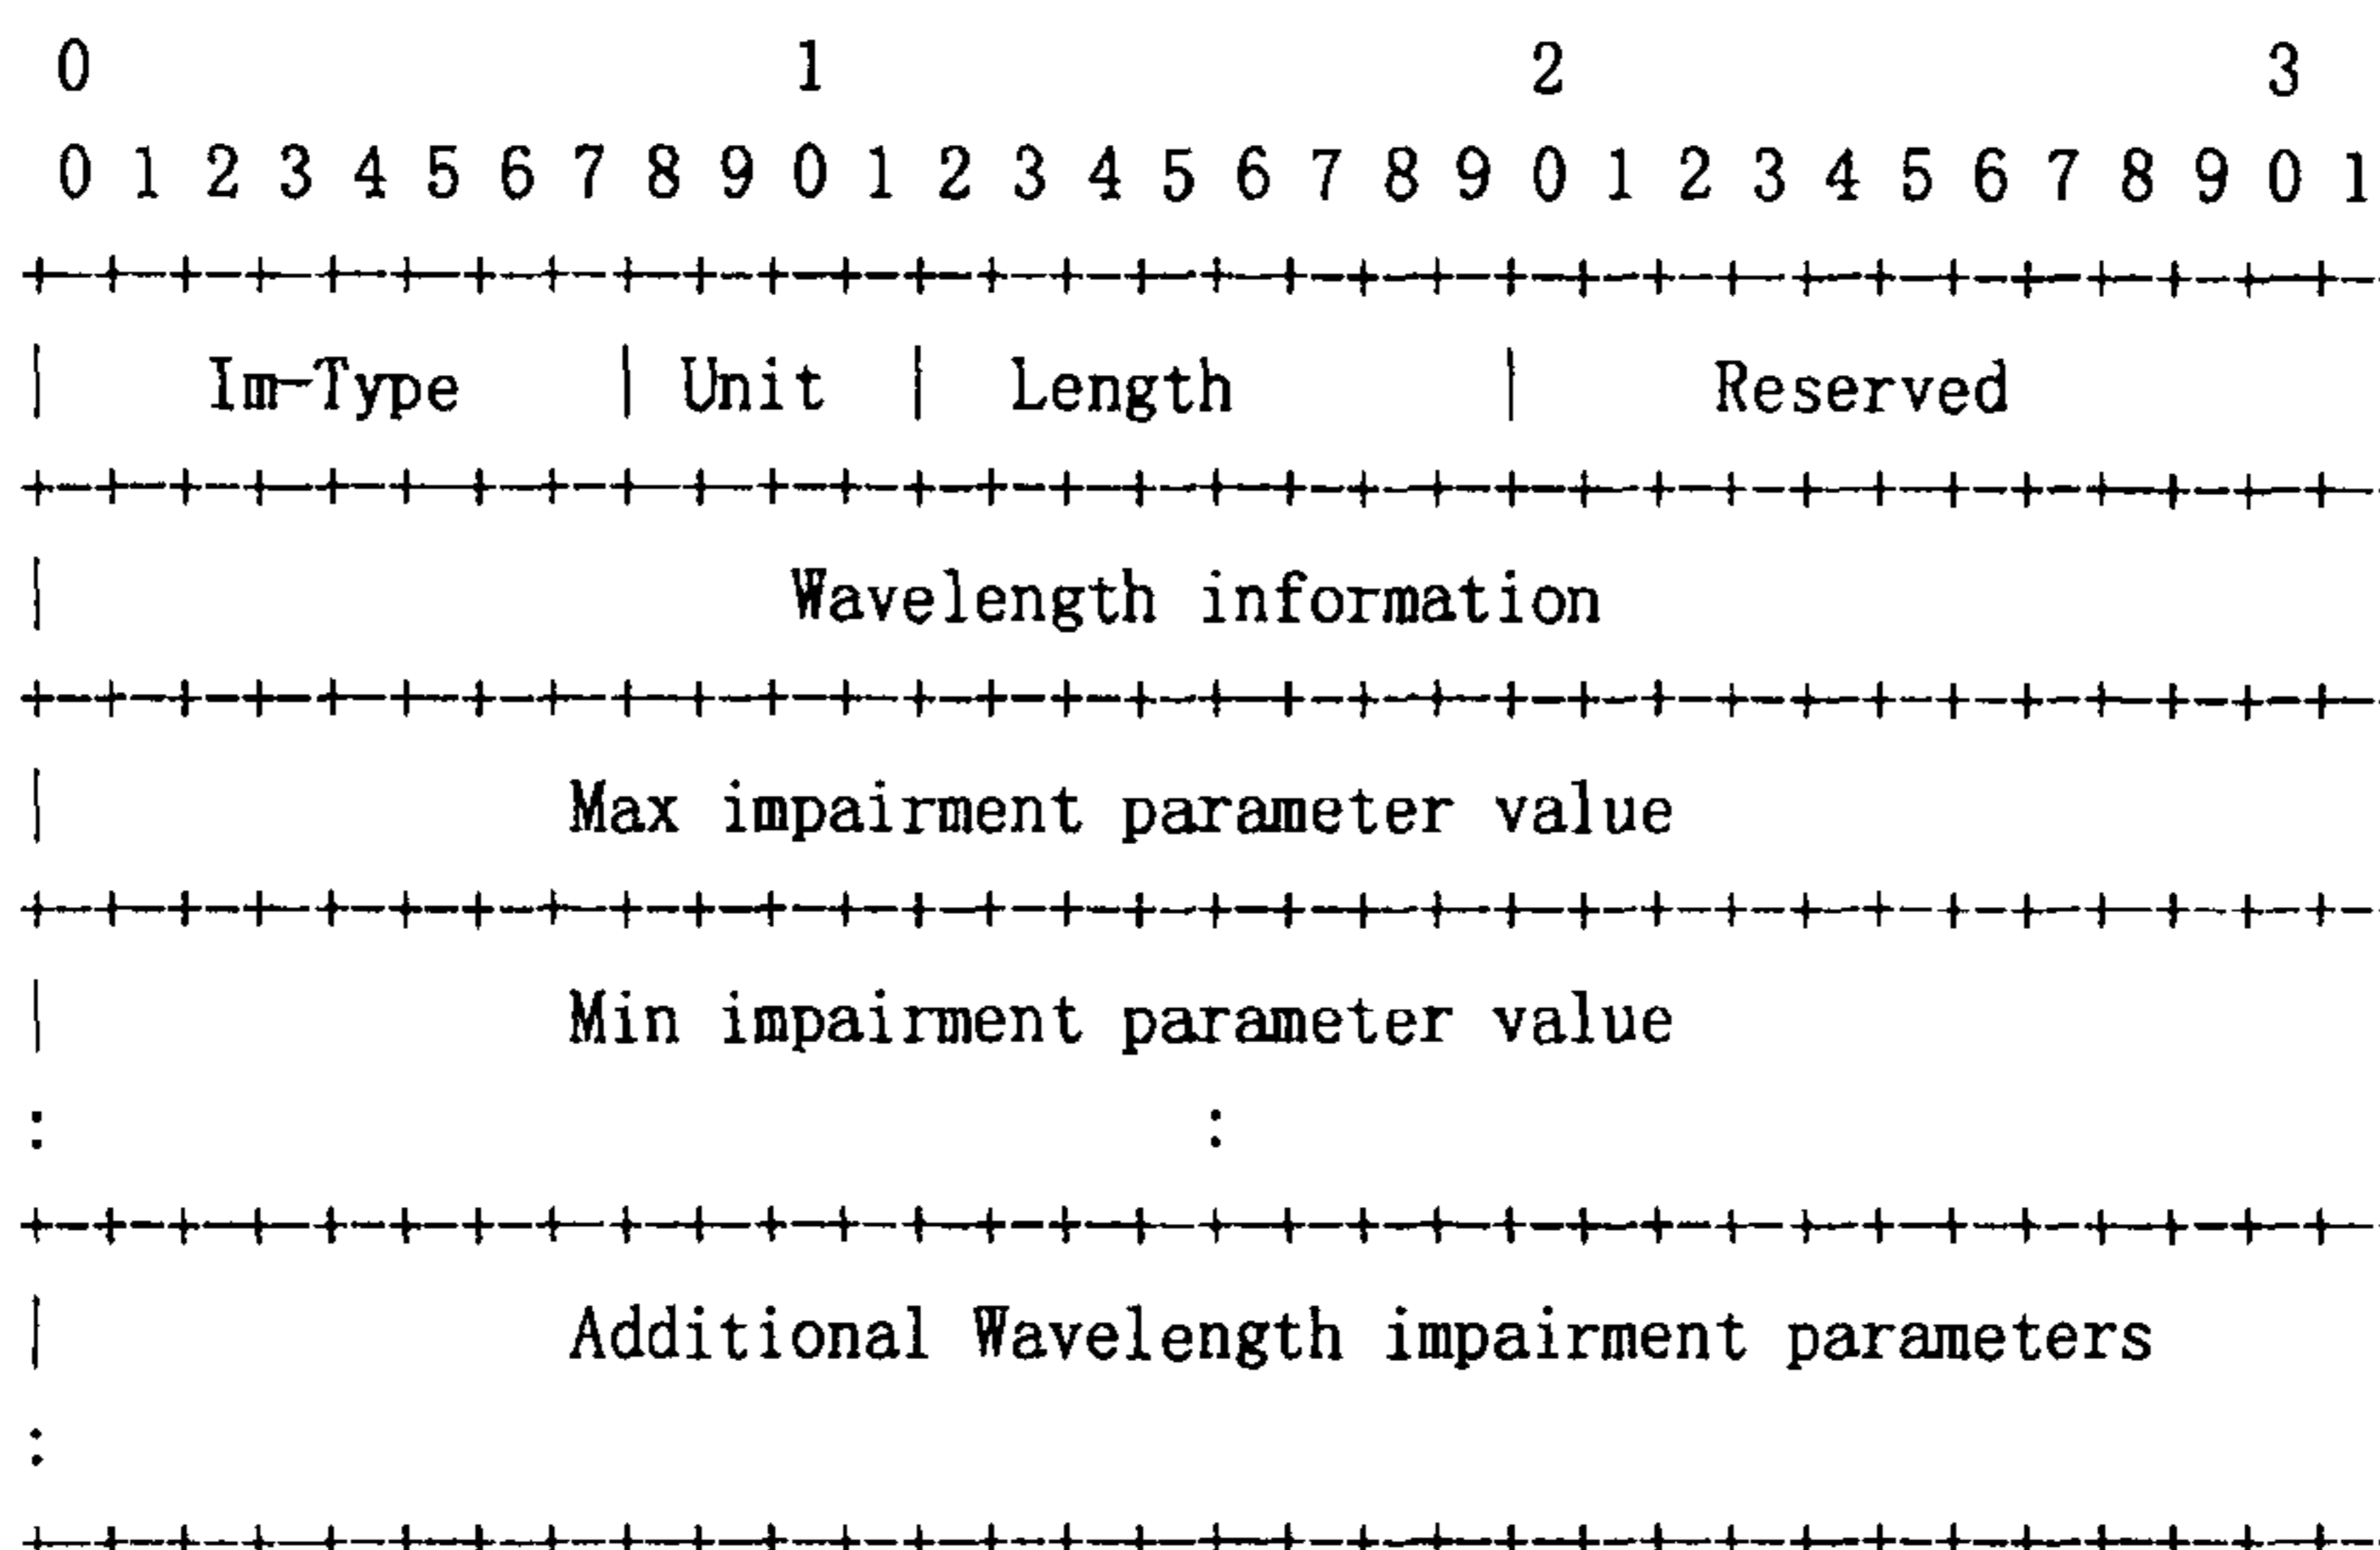 0 1 2 3
0 1 2 3 4 5 6 7 8 9 0 1 2 3 4 5 6 7 8 9 0 1 2 3 4 5 6 7 8 9 0 1
+-+-+-+-+-+-+-+-+-+-+-+-+-+-+-+-+-+-+-+-+-+-+-+-+-+-+-+-+-+-+-+-
| Im-Type | Unit | Length | Reserved
+-+-+-+-+-+-+-+-+-+-+-+-+-+-+-+-+-+-+-+-+-+-+-+-+-+-+-+-+-+-+-+-
| Wavelength information
+-+-+-+-+-+-+-+-+-+-+-+-+-+-+-+-+-+-+-+-+-+-+-+-+-+-+-+-+-+-+-+-
| Max impairment parameter value
+-+-+-+-+-+-+-+-+-+-+-+-+-+-+-+-+-+-+-+-+-+-+-+-+-+-+-+-+-+-+-+-
| Min impairment parameter value
: :
+-+-+-+-+-+-+-+-+-+-+-+-+-+-+-+-+-+-+-+-+-+-+-+-+-+-+-+-+-+-+-+-
| Additional Wavelength impairment parameters
:
+-+-+-+-+-+-+-+-+-+-+-+-+-+-+-+-+-+-+-+-+-+-+-+-+-+-+-+-+-+-+-+-